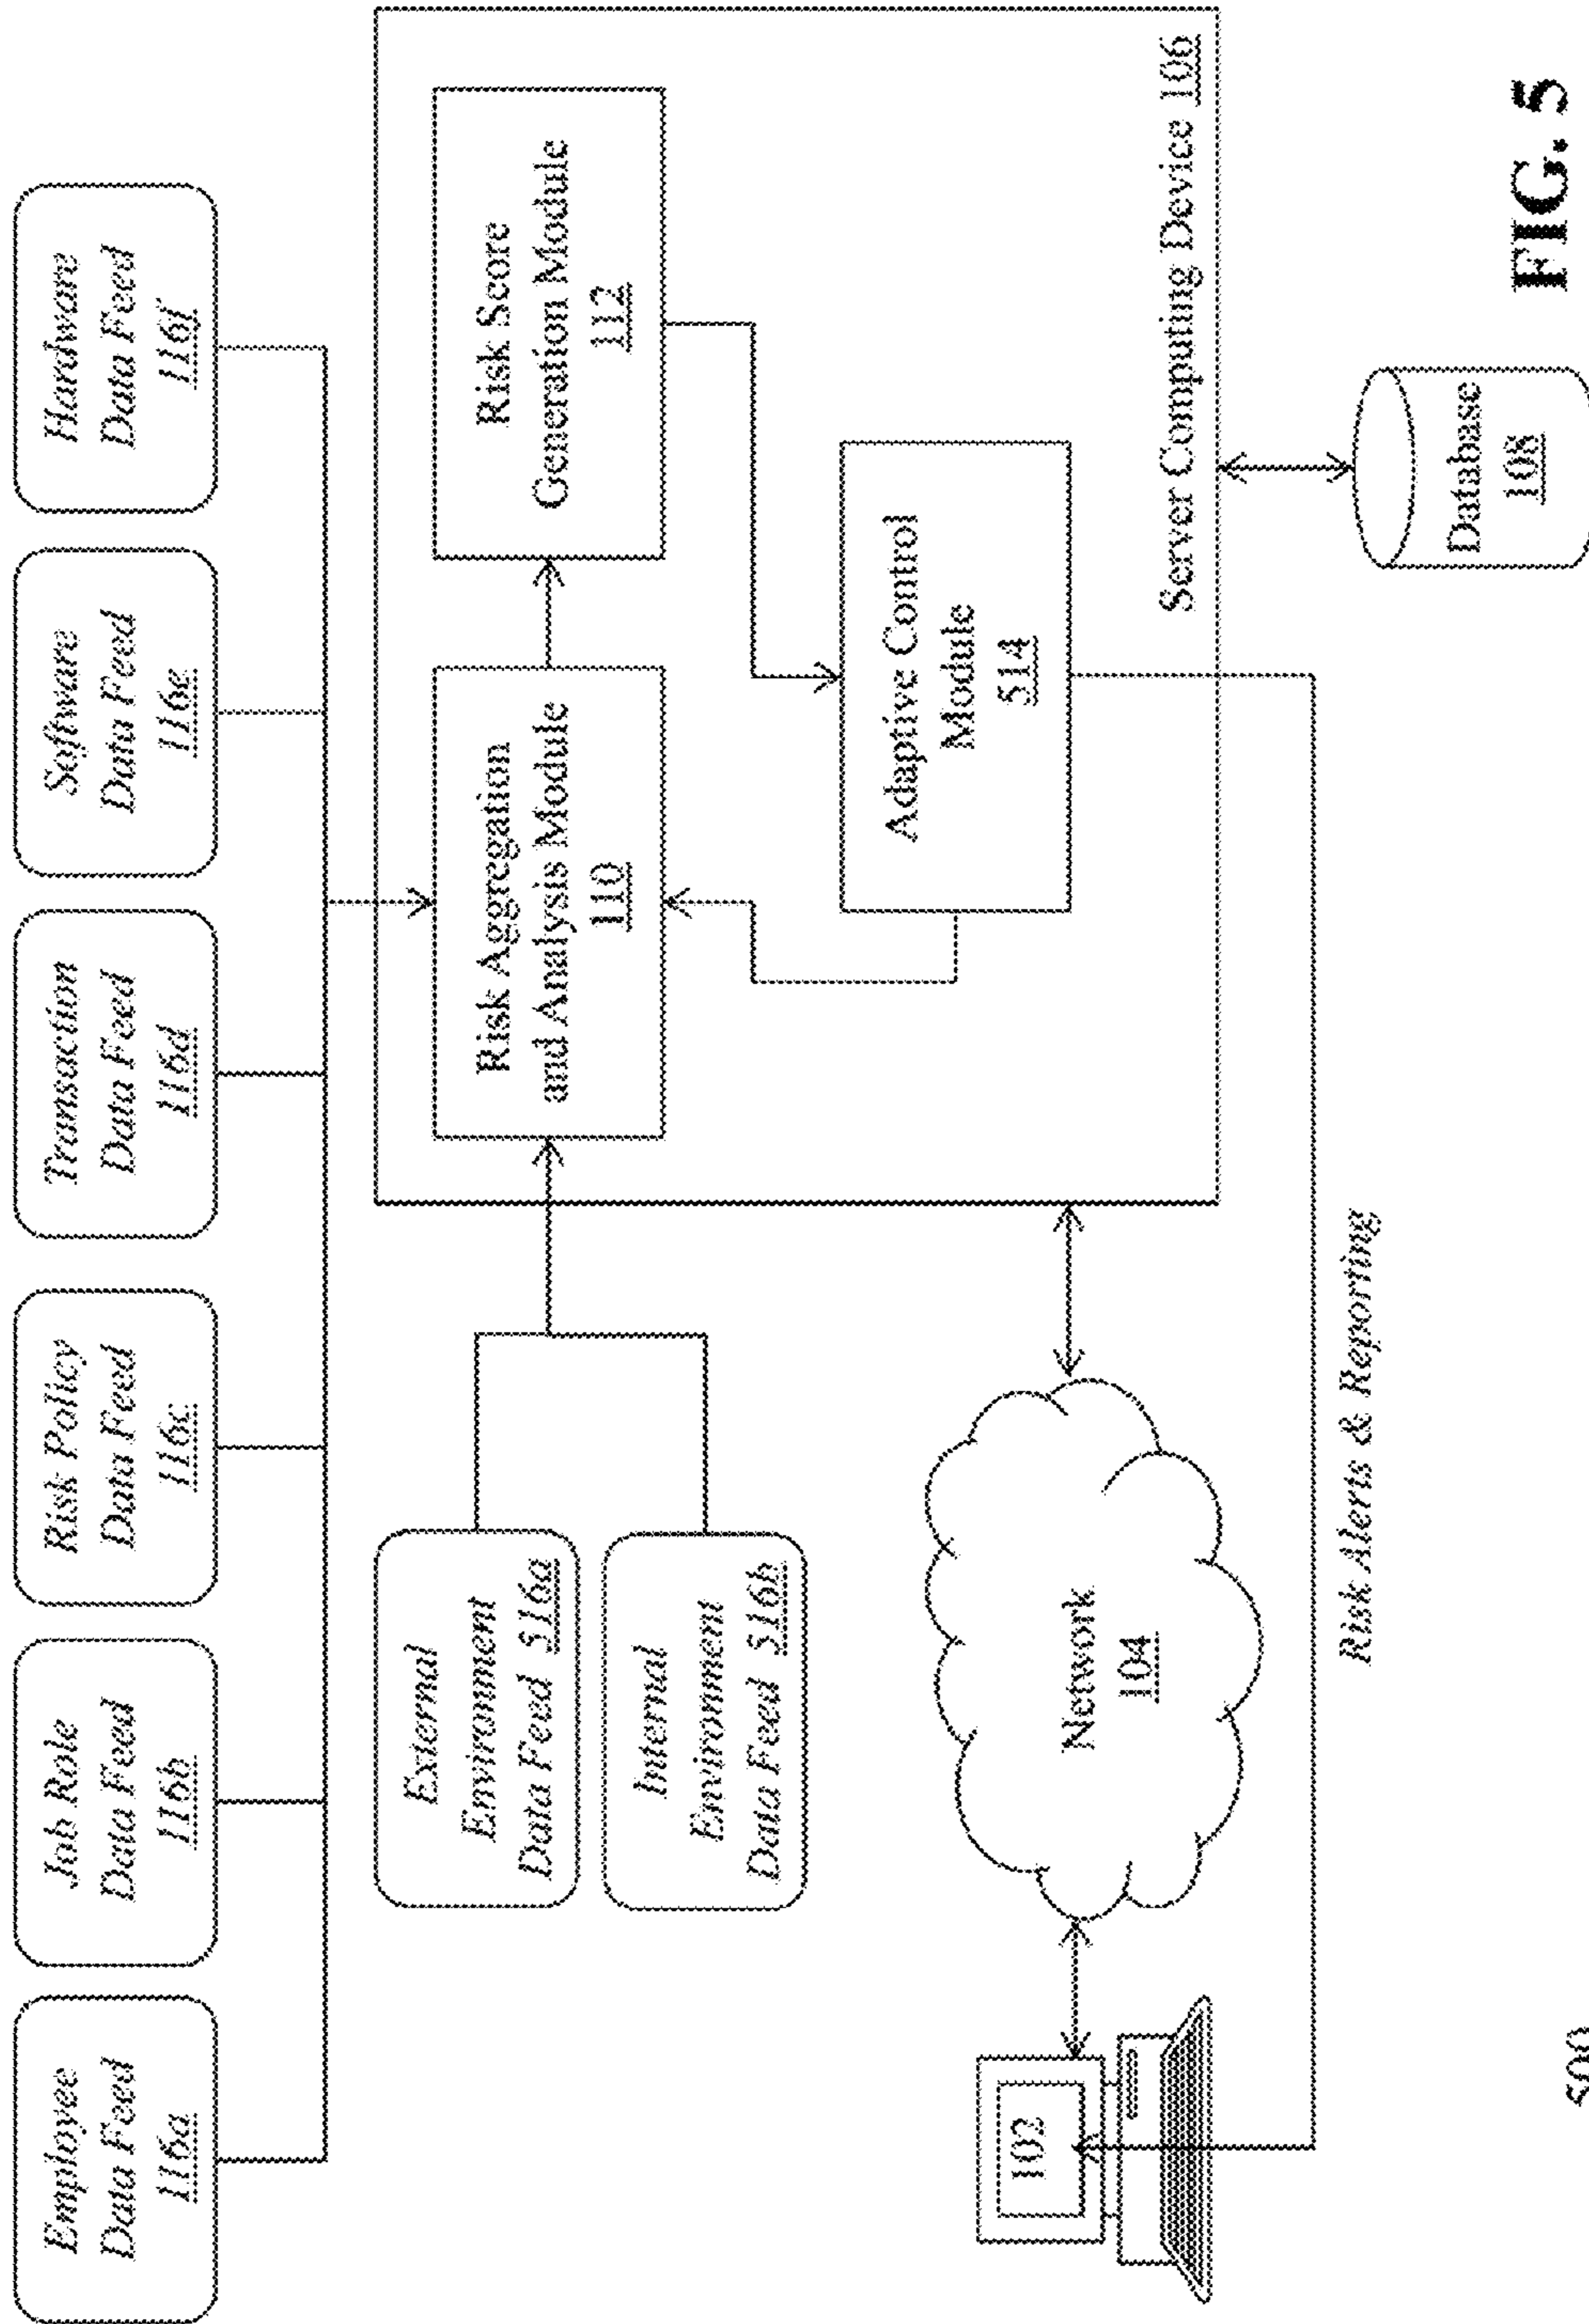 Employee
Data Feed
116a
Job Role
Data Feed
116b
Risk Policy
Data Feed
116c
Transaction
Data Feed
116d
Software
Data Feed
116e
Hardware
Data Feed
116f
External
Environment
Data Feed 516a
Internal
Environment
Data Feed 516b
Risk Aggregation
and Analysis Module
110
Risk Score
Generation Module
112
Adaptive Control
Module
514
Server Computing Device 106
102
Network
104
Risk Alerts & Reporting
Database
108
500
FIG. 5